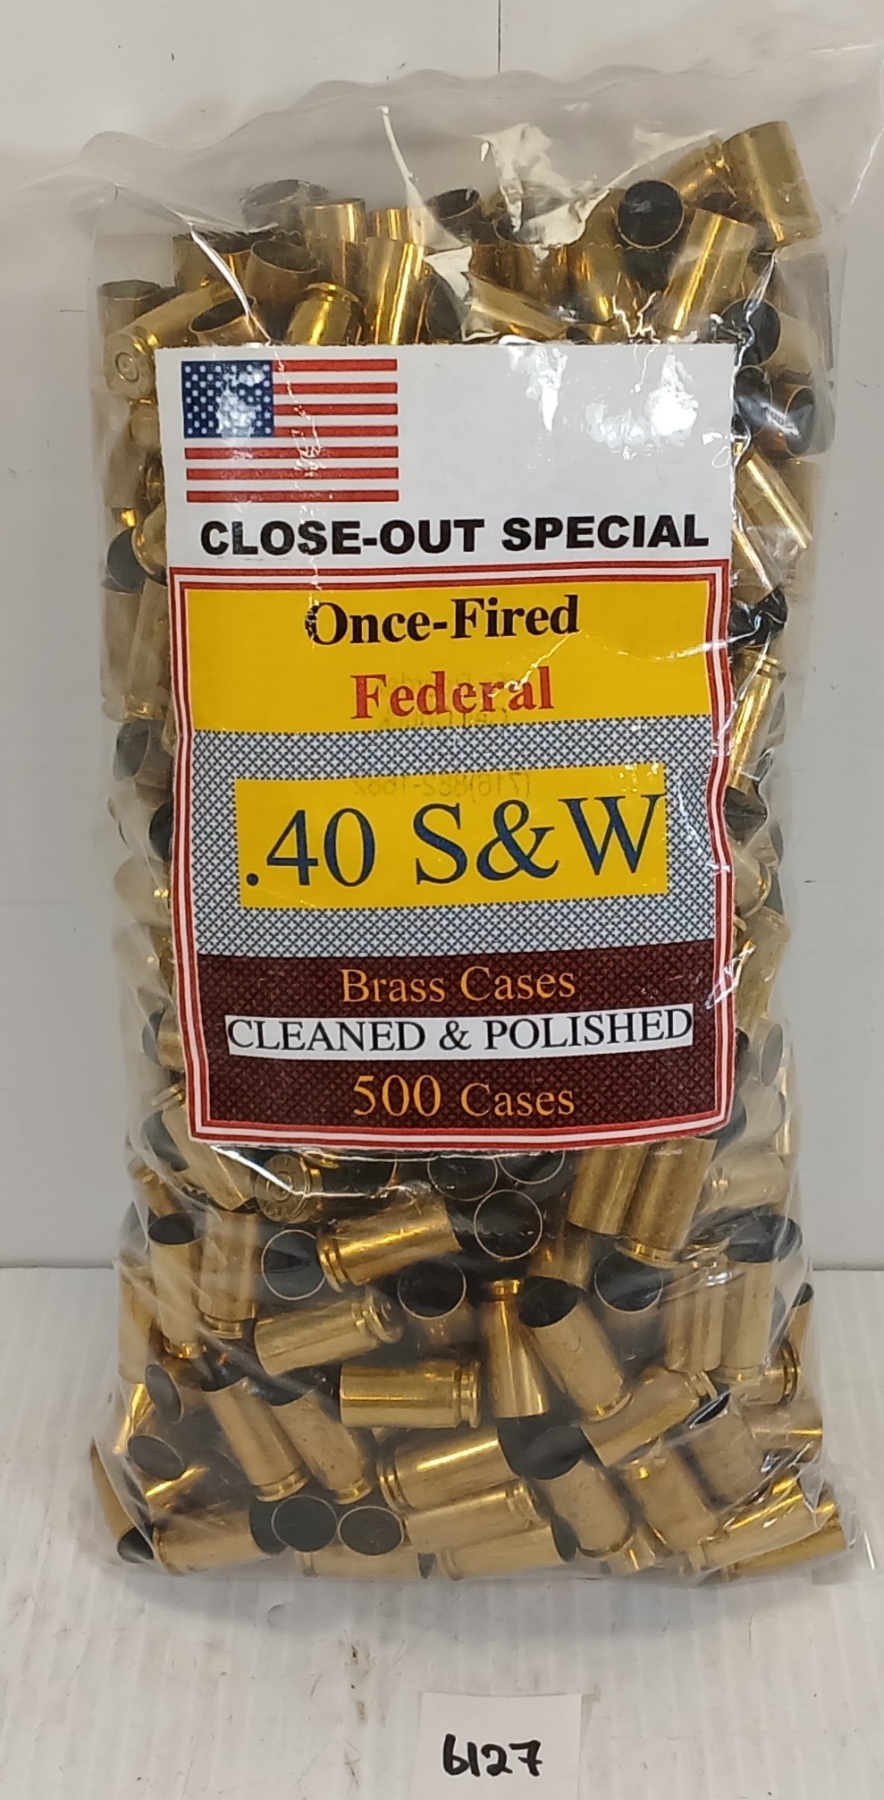 CLOSE-OUT SPECIAL
Once-Fired
Federal
.40 S&W
Brass Cases
CLEANED & POLISHED
500 Cases
6127